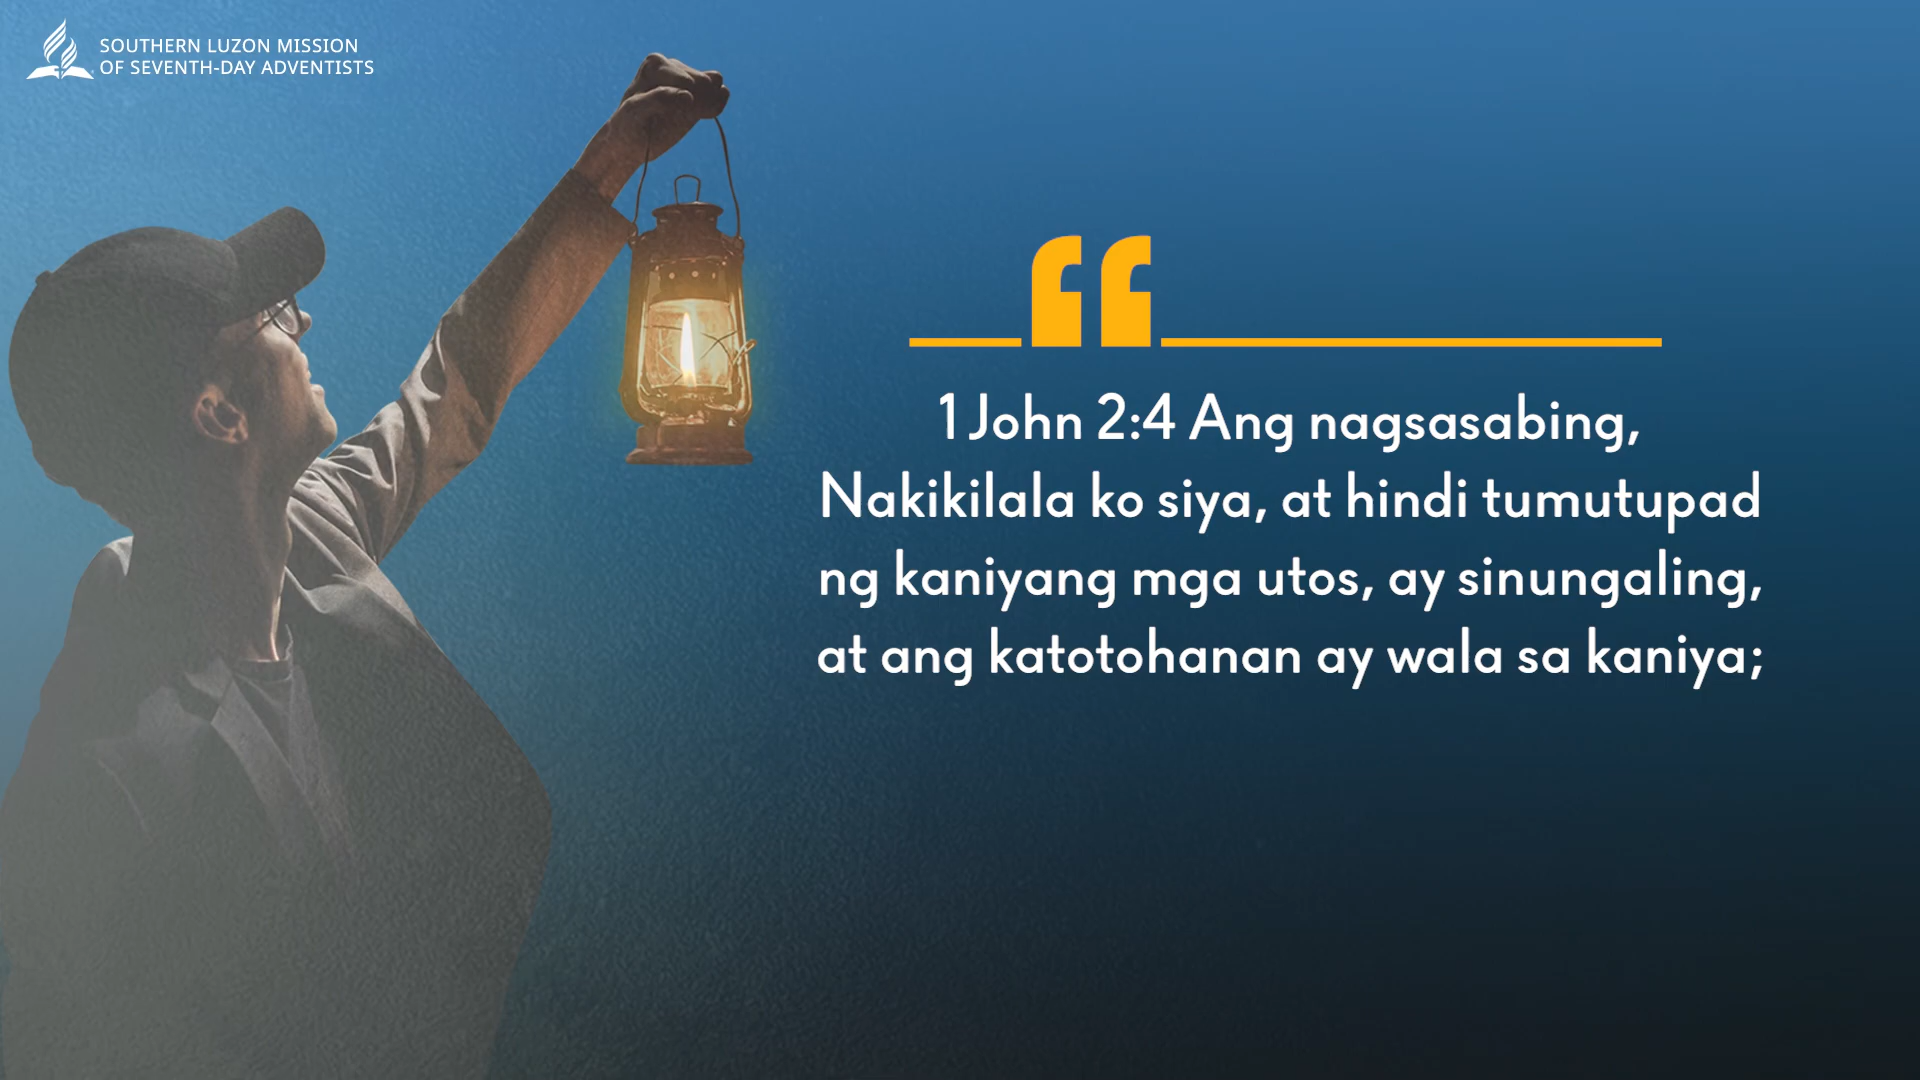 SOUTHERN LUZON MISSION
OF SEVENTH-DAY ADVENTISTS
1 John 2:4 Ang nagsasabing,
Nakikilala ko siya, at hindi tumutupad
ng kaniyang mga utos, ay sinungaling,
at ang katotohanan ay wala sa kaniya;